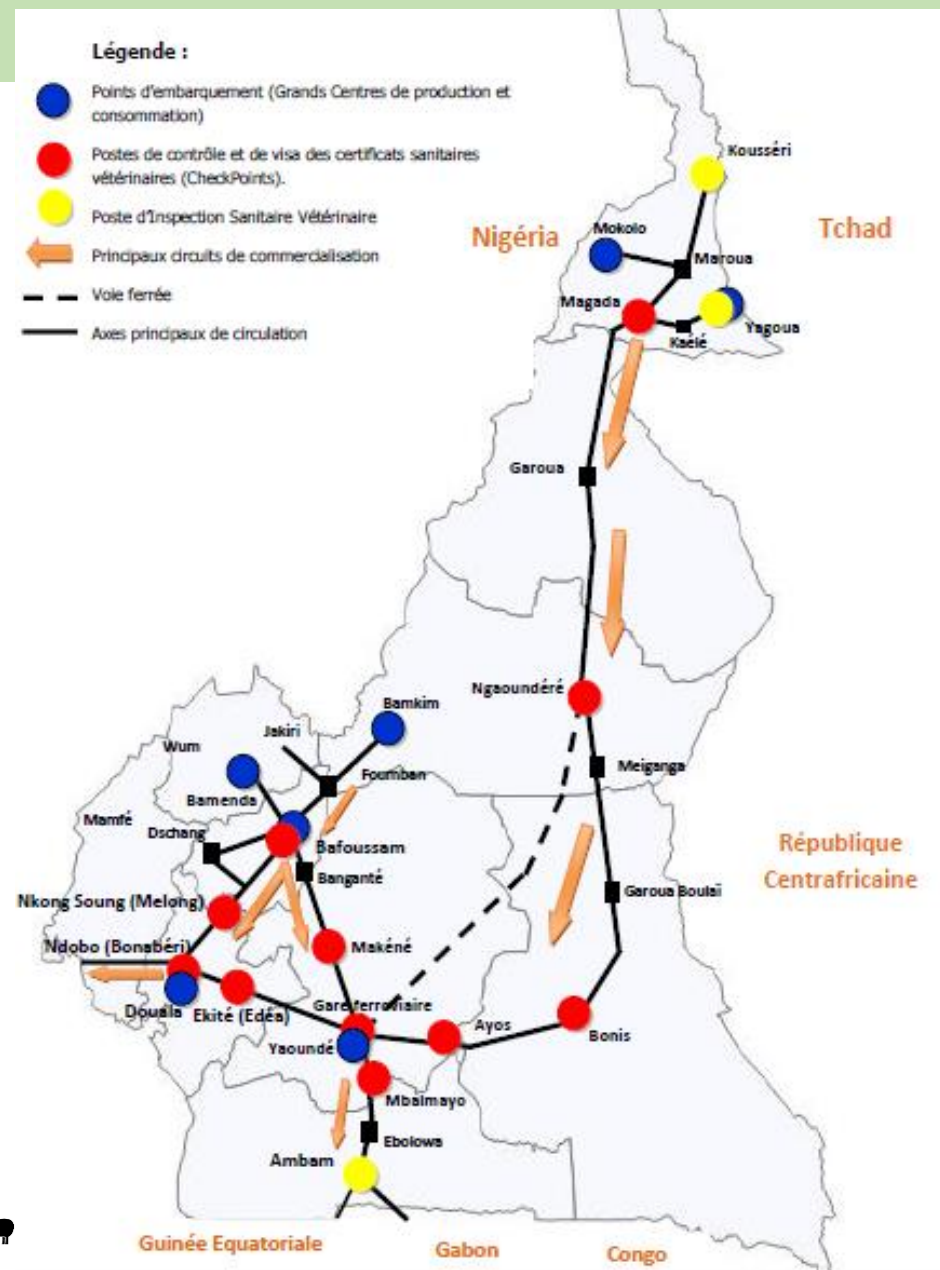 Légende :
Points d'embarquement (Grands Centres de production et
consommation)
Postes de contrôle et de visa des certificats sanitaires
vétérinaires (CheckPoints).
Poste d'Inspection Sanitaire Vétérinaire
Principaux circuits de commercialisation
Voie ferrée
Axes principaux de circulation
Kousséri
Nigéria
Tchad
Mokolo
Maroua
Magada
Yagoua
Kaélé
Garoua
Ngaoundéré
Bamkim
Jakiri
Wum
Foumban
Meiganga
Bamenda
Mamfé
Dschang
Bafoussam
République
Centrafricaine
Banganté
Garoua Boulaï
Nkong Soung (Melong)
Ndobo (Bonabéri)
Makéné
Douala
Ekité (Edéa)
Gare ferroviaire
Ayos
Bonis
Yaoundé
Mbalmayo
Ebolowa
Ambam
Guinée Equatoriale
Gabon
Congo